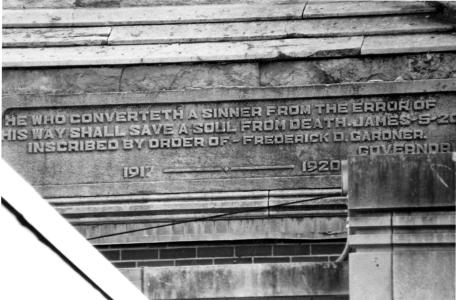 HE WHO CONVERTETH A SINNER FROM THE ERROR OF
HIS WAY SHALL SAVE A SOUL FROM DEATH. JAMES-5-20
INSCRIBED BY ORDER OF - FREDERICK D. GARDNER.
GOVERNOR
1917 1920